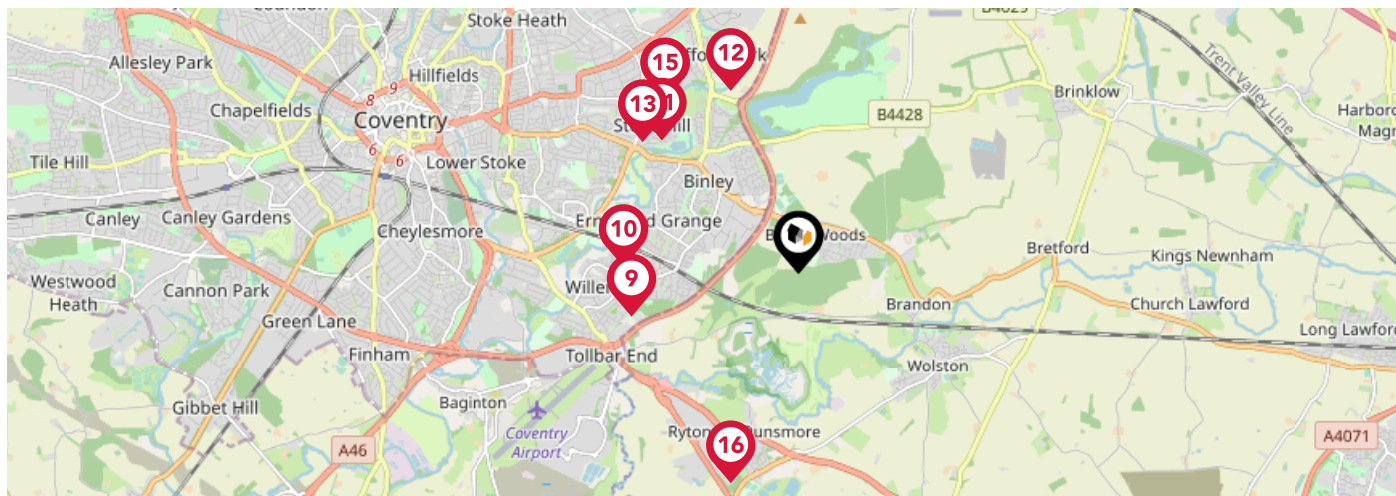 B4029
Stoke Heath
Allesley Park
Hillfields
15
12
Trent Valley Line
8
9
13
1
Brinklow
Chapelfields
Coventry
B4428
Tile Hill
6
6
Lower Stoke
Binley
Canley
Canley Gardens
Cheylesmore
10
Grange
Woods
Bretford
Kings Newnham
Westwood
Heath
Cannon Park
9
Brandon
Church Lawford
Green Lane
Long Lawford
Finham
Tollbar End
Wolston
Gibbet Hill
Baginton
Coventry
Airport
Dunsmore
16
A46
A4071